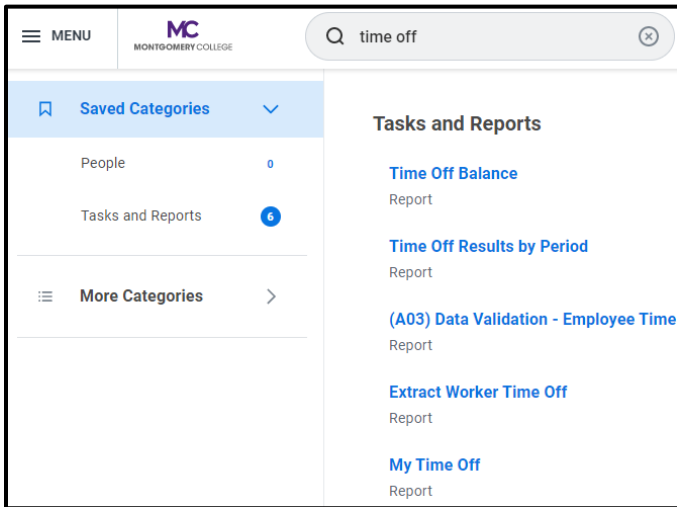 MENU
MC
MONTGOMERY COLLEGE
time off
Saved Categories
People 0
Tasks and Reports 6
More Categories
Tasks and Reports
Time Off Balance
Report
Time Off Results by Period
Report
(A03) Data Validation - Employee Time
Report
Extract Worker Time Off
Report
My Time Off
Report